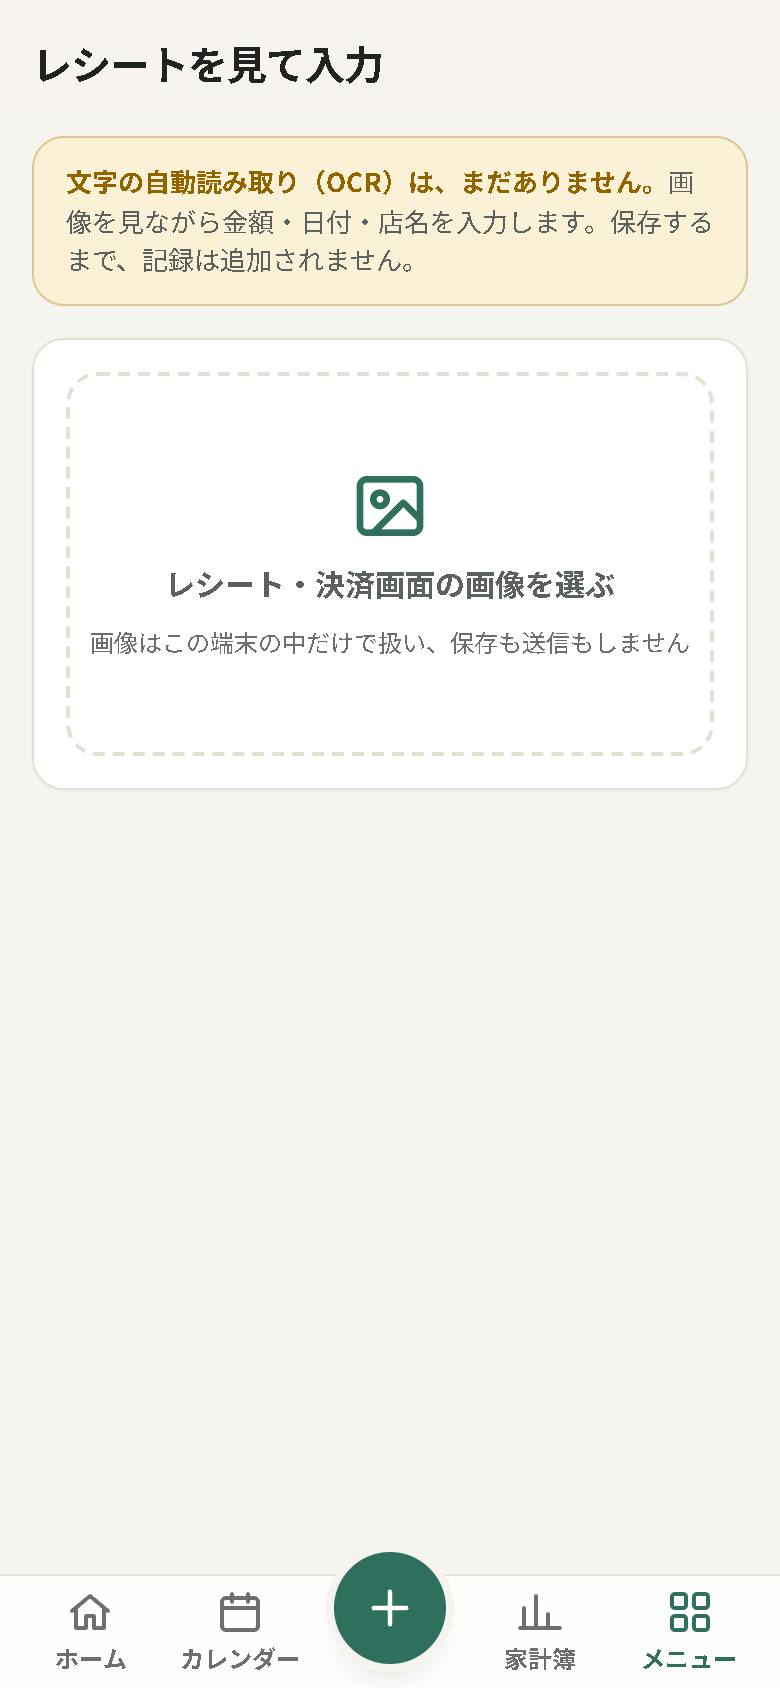 レシートを見て入力
文字の自動読み取り（OCR）は、まだありません。画
像を見ながら金額・日付・店名を入力します。保存する
まで、記録は追加されません。
レシート・決済画面の画像を選ぶ
画像はこの端末の中だけで扱い、保存も送信もしません
ホーム
カレンダー
家計簿
メニュー